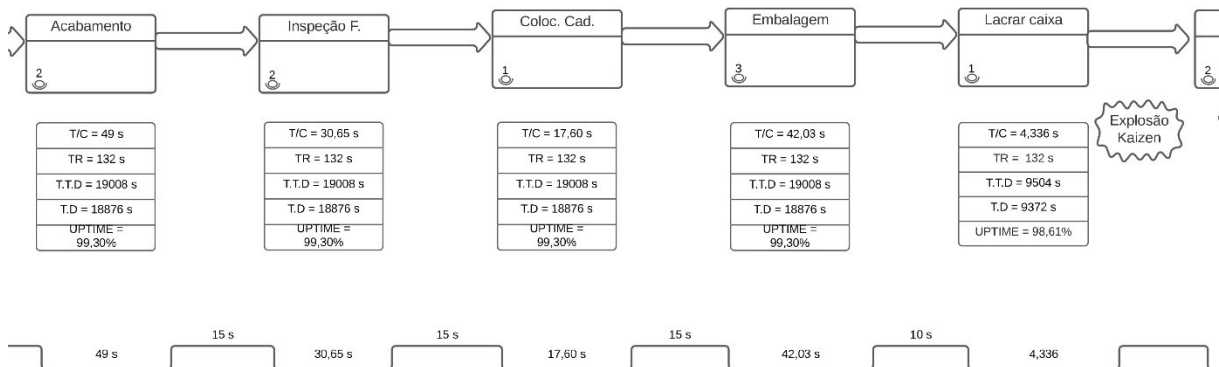 Acabamento
2
Inspeção F.
2
Coloc. Cad.
1
Embalagem
3
Lacrar caixa
1
2
Explosão
Kaizen
T/C = 49 s
TR = 132 s
T.T.D = 19008 s
T.D = 18876 s
UPTIME =
99,30%
T/C = 30,65 s
TR = 132 s
T.T.D = 19008 s
T.D = 18876 s
UPTIME =
99,30%
T/C = 17,60 s
TR = 132 s
T.T.D = 19008 s
T.D = 18876 s
UPTIME =
99,30%
T/C = 42,03 s
TR = 132 s
T.T.D = 19008 s
T.D = 18876 s
UPTIME =
99,30%
T/C = 4,336 s
TR = 132 s
T.T.D = 9504 s
T.D = 9372 s
UPTIME = 98,61%
49 s
15 s
30,65 s
15 s
17,60 s
15 s
42,03 s
10 s
4,336